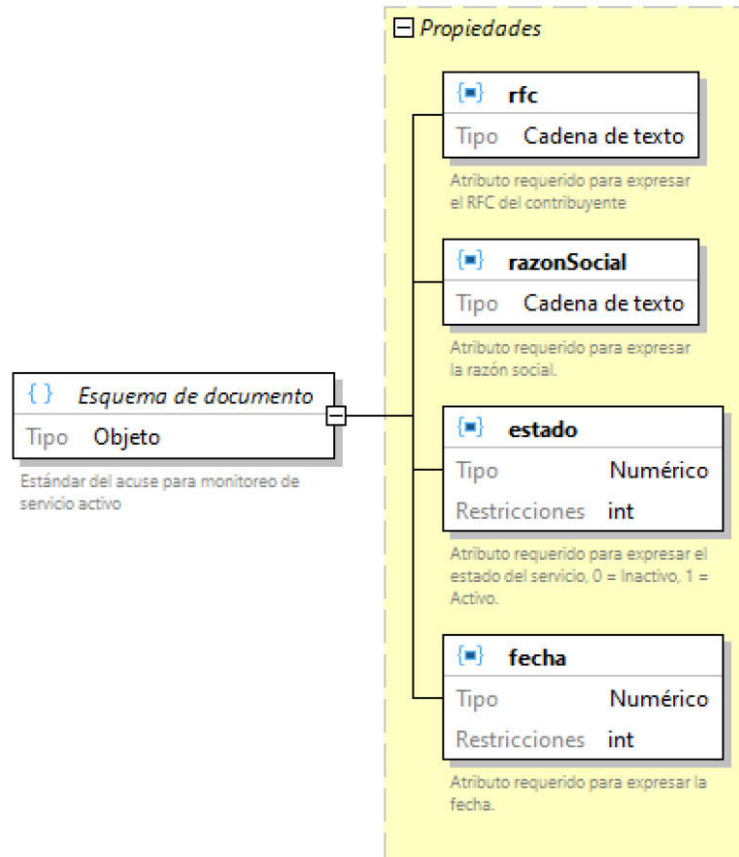 Propiedades
{ } rfc
Tipo Cadena de texto
Atributo requerido para expresar
el RFC del contribuyente
{ } razonSocial
Tipo Cadena de texto
Atributo requerido para expresar
la razón social.
{ } Esquema de documento
Tipo Objeto
Estándar del acuse para monitoreo de
servicio activo
{ } estado
Tipo Numérico
Restricciones int
Atributo requerido para expresar el
estado del servicio, 0 = Inactivo, 1 =
Activo.
{ } fecha
Tipo Numérico
Restricciones int
Atributo requerido para expresar la
fecha.